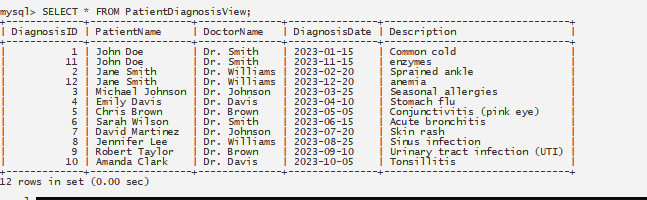 mysql> SELECT * FROM PatientDiagnosisView;
+-------------+-----------------+--------------+---------------+-------------------------------+
| DiagnosisID | PatientName     | DoctorName   | DiagnosisDate | Description                   |
+-------------+-----------------+--------------+---------------+-------------------------------+
|           1 | John Doe        | Dr. Smith    | 2023-01-15    | Common cold                   |
|          11 | John Doe        | Dr. Smith    | 2023-11-15    | enzymes                       |
|           2 | Jane Smith      | Dr. Williams | 2023-02-20    | Sprained ankle                |
|          12 | Jane Smith      | Dr. Williams | 2023-12-20    | anemia                        |
|           3 | Michael Johnson | Dr. Johnson  | 2023-03-25    | Seasonal allergies            |
|           4 | Emily Davis     | Dr. Davis    | 2023-04-10    | Stomach flu                   |
|           5 | Chris Brown     | Dr. Brown    | 2023-05-05    | Conjunctivitis (pink eye)     |
|           6 | Sarah Wilson    | Dr. Smith    | 2023-06-15    | Acute bronchitis              |
|           7 | David Martinez  | Dr. Johnson  | 2023-07-20    | Skin rash                     |
|           8 | Jennifer Lee    | Dr. Williams | 2023-08-25    | Sinus infection               |
|           9 | Robert Taylor   | Dr. Brown    | 2023-09-10    | Urinary tract infection (UTI) |
|          10 | Amanda Clark    | Dr. Davis    | 2023-10-05    | Tonsillitis                   |
+-------------+-----------------+--------------+---------------+-------------------------------+
12 rows in set (0.00 sec)